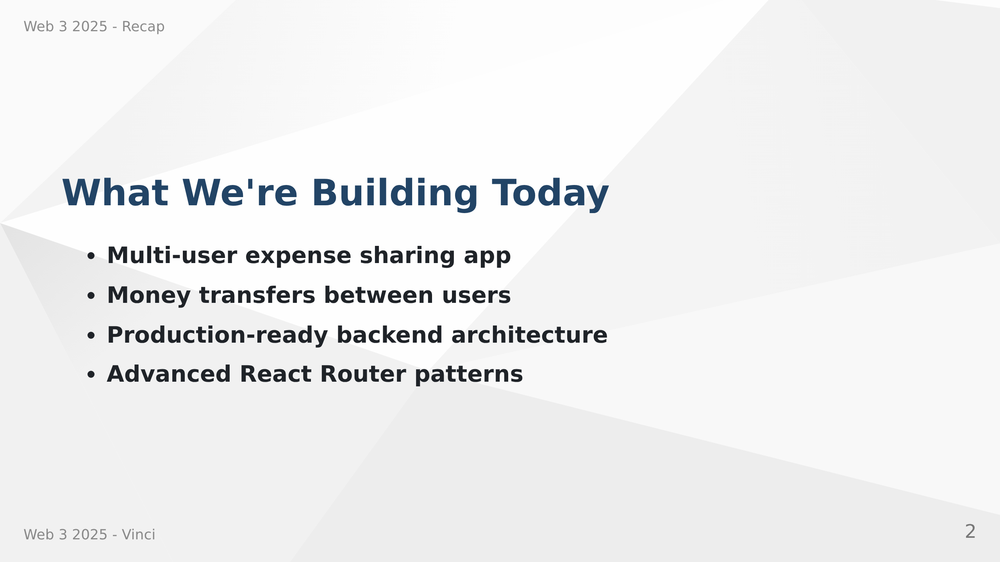 Web 3 2025 - Recap
What We're Building Today
• Multi-user expense sharing app
• Money transfers between users
• Production-ready backend architecture
• Advanced React Router patterns
Web 3 2025 - Vinci
2